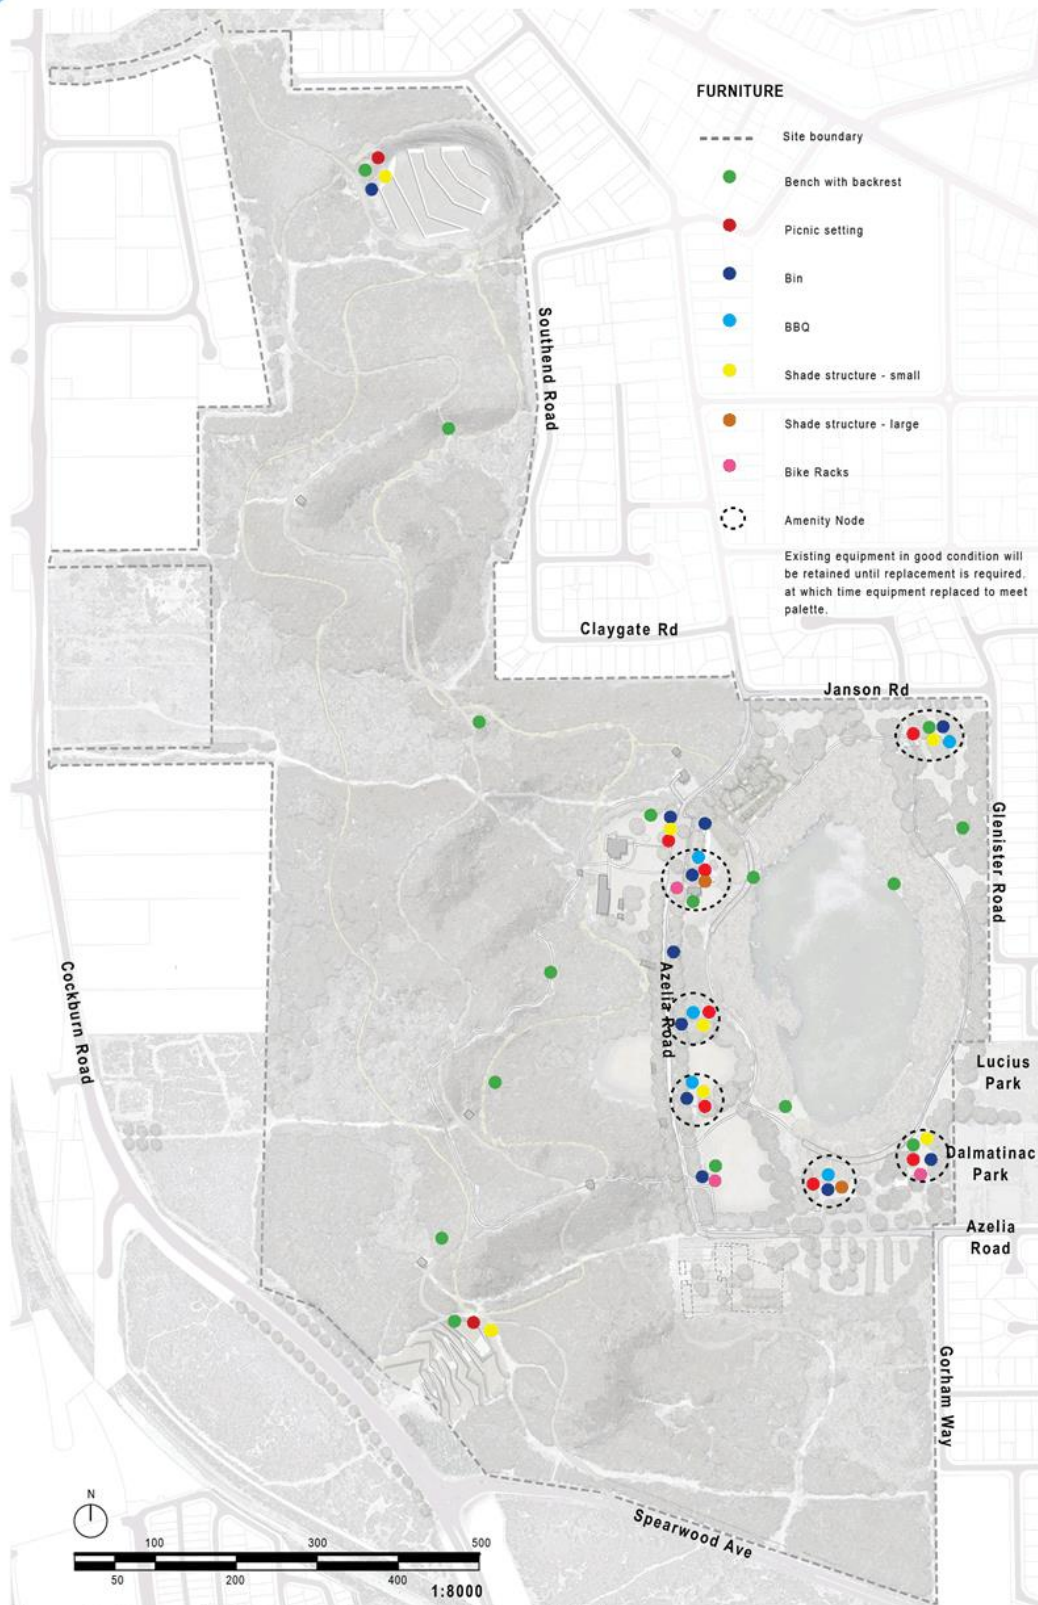 FURNITURE
Site boundary
Bench with backrest
Picnic setting
Bin
BBQ
Shade structure - small
Shade structure - large
Bike Racks
Amenity Node
Existing equipment in good condition will
be retained until replacement is required,
at which time equipment replaced to meet
palette.
Southend Road
Claygate Rd
Janson Rd
Glenister Road
Cockburn Road
Azelia Road
Lucius
Park
Dalmatinac
Park
Azelia
Road
Gorham Way
Spearwood Ave
N
100 300 500
50 200 400
1:8000